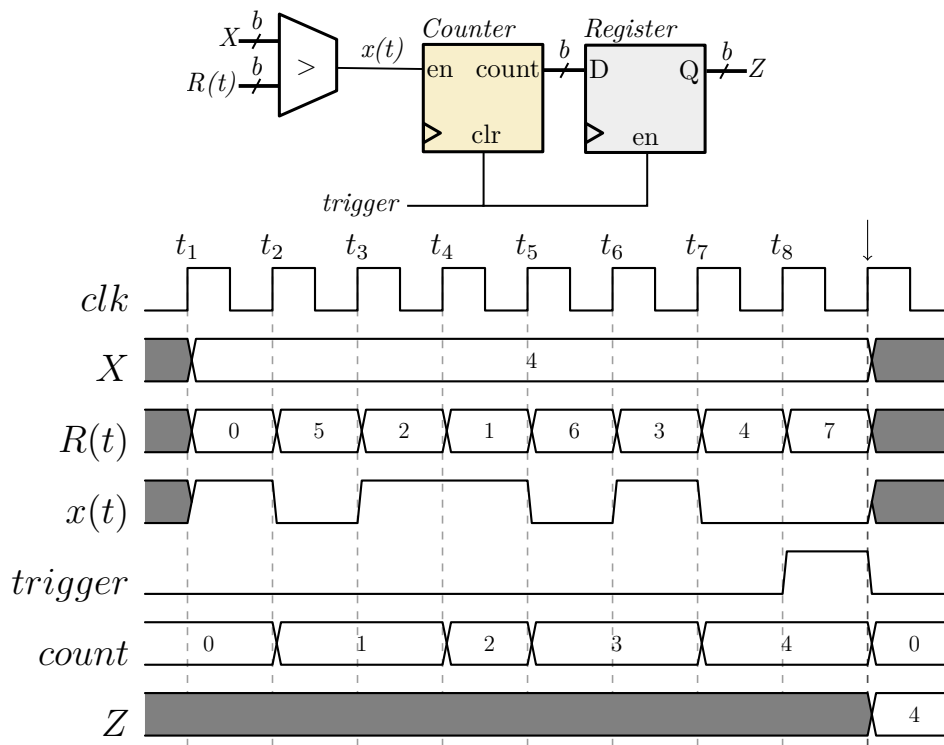 b Counter Register
X x(t) b b
> en count D Q Z
R(t) b
clr en
trigger
t1 t2 t3 t4 t5 t6 t7 t8
clk
X 4
R(t) 0 5 2 1 6 3 4 7
x(t)
trigger
count 0 1 2 3 4 0
Z 4